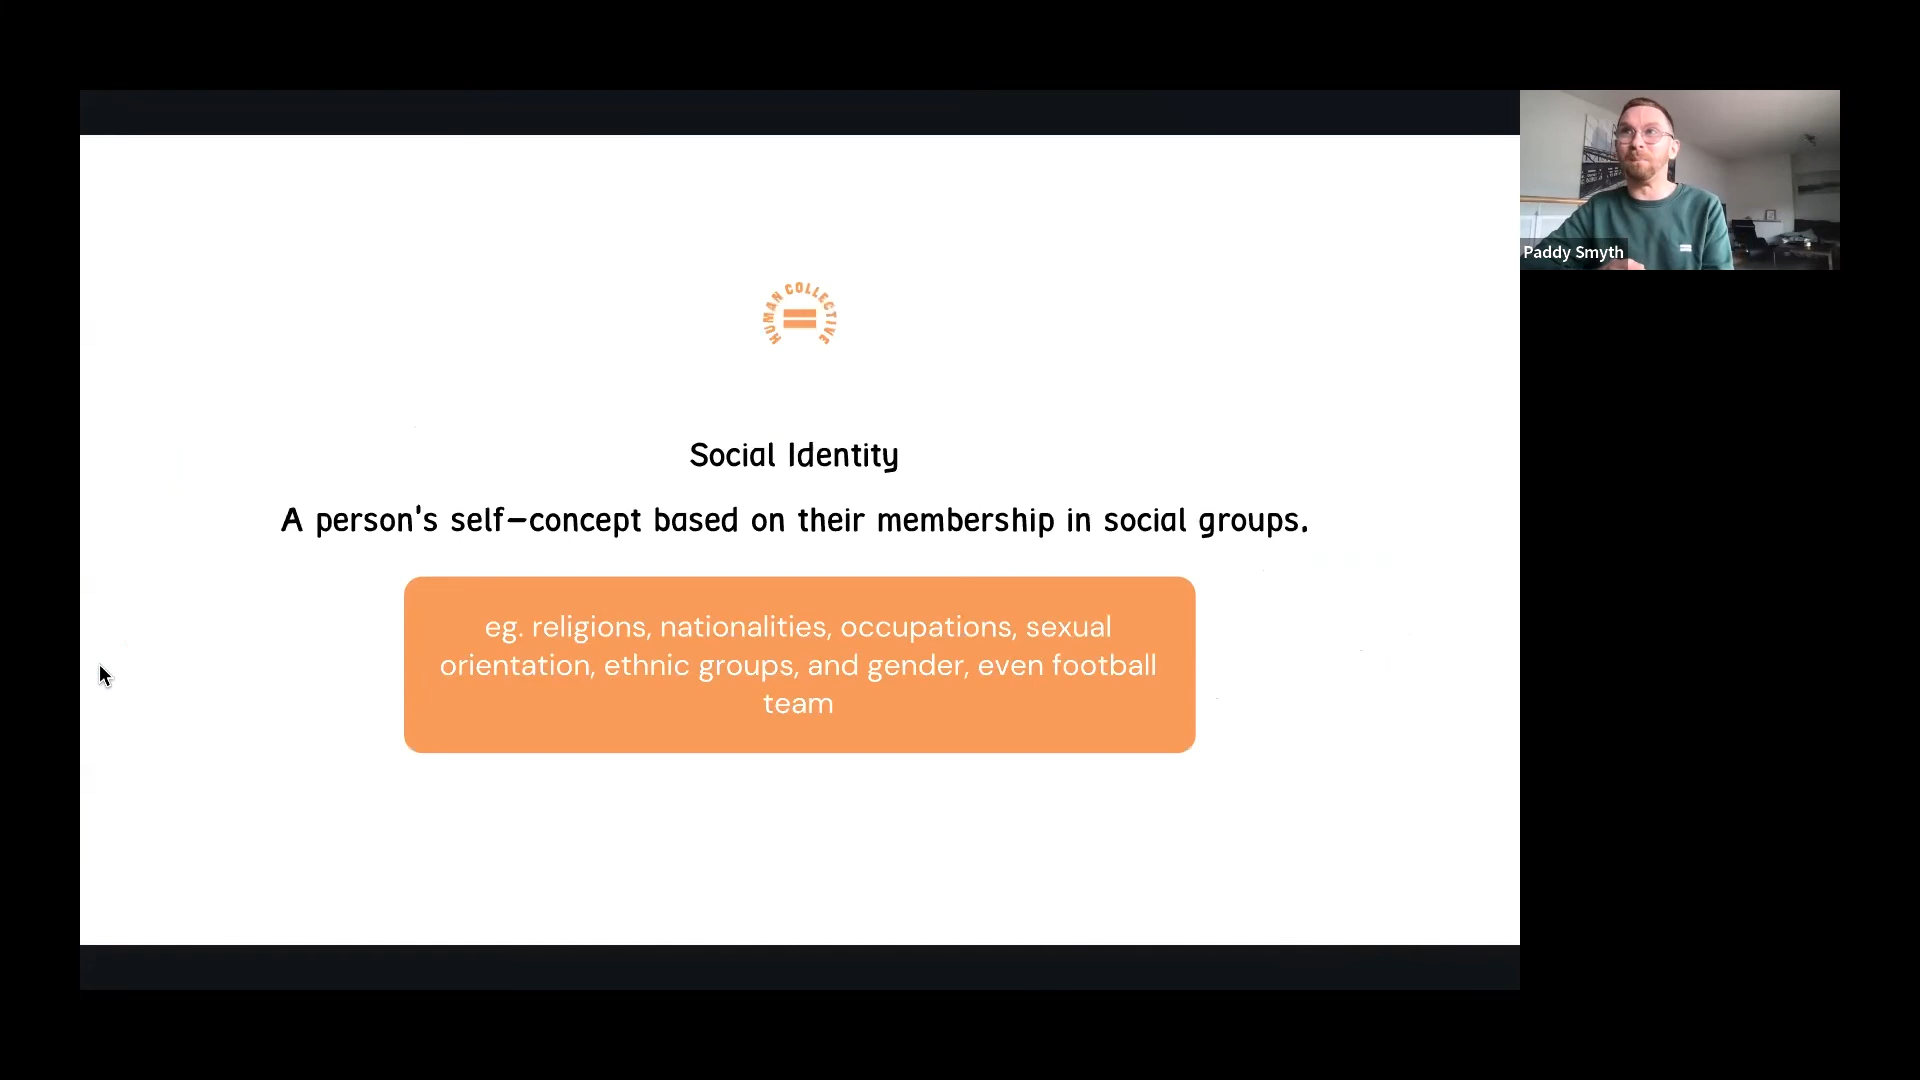 HUMAN COLLECTIVE
Social Identity
A person's self-concept based on their membership in social groups.
eg. religions, nationalities, occupations, sexual
orientation, ethnic groups, and gender, even football
team
Paddy Smyth